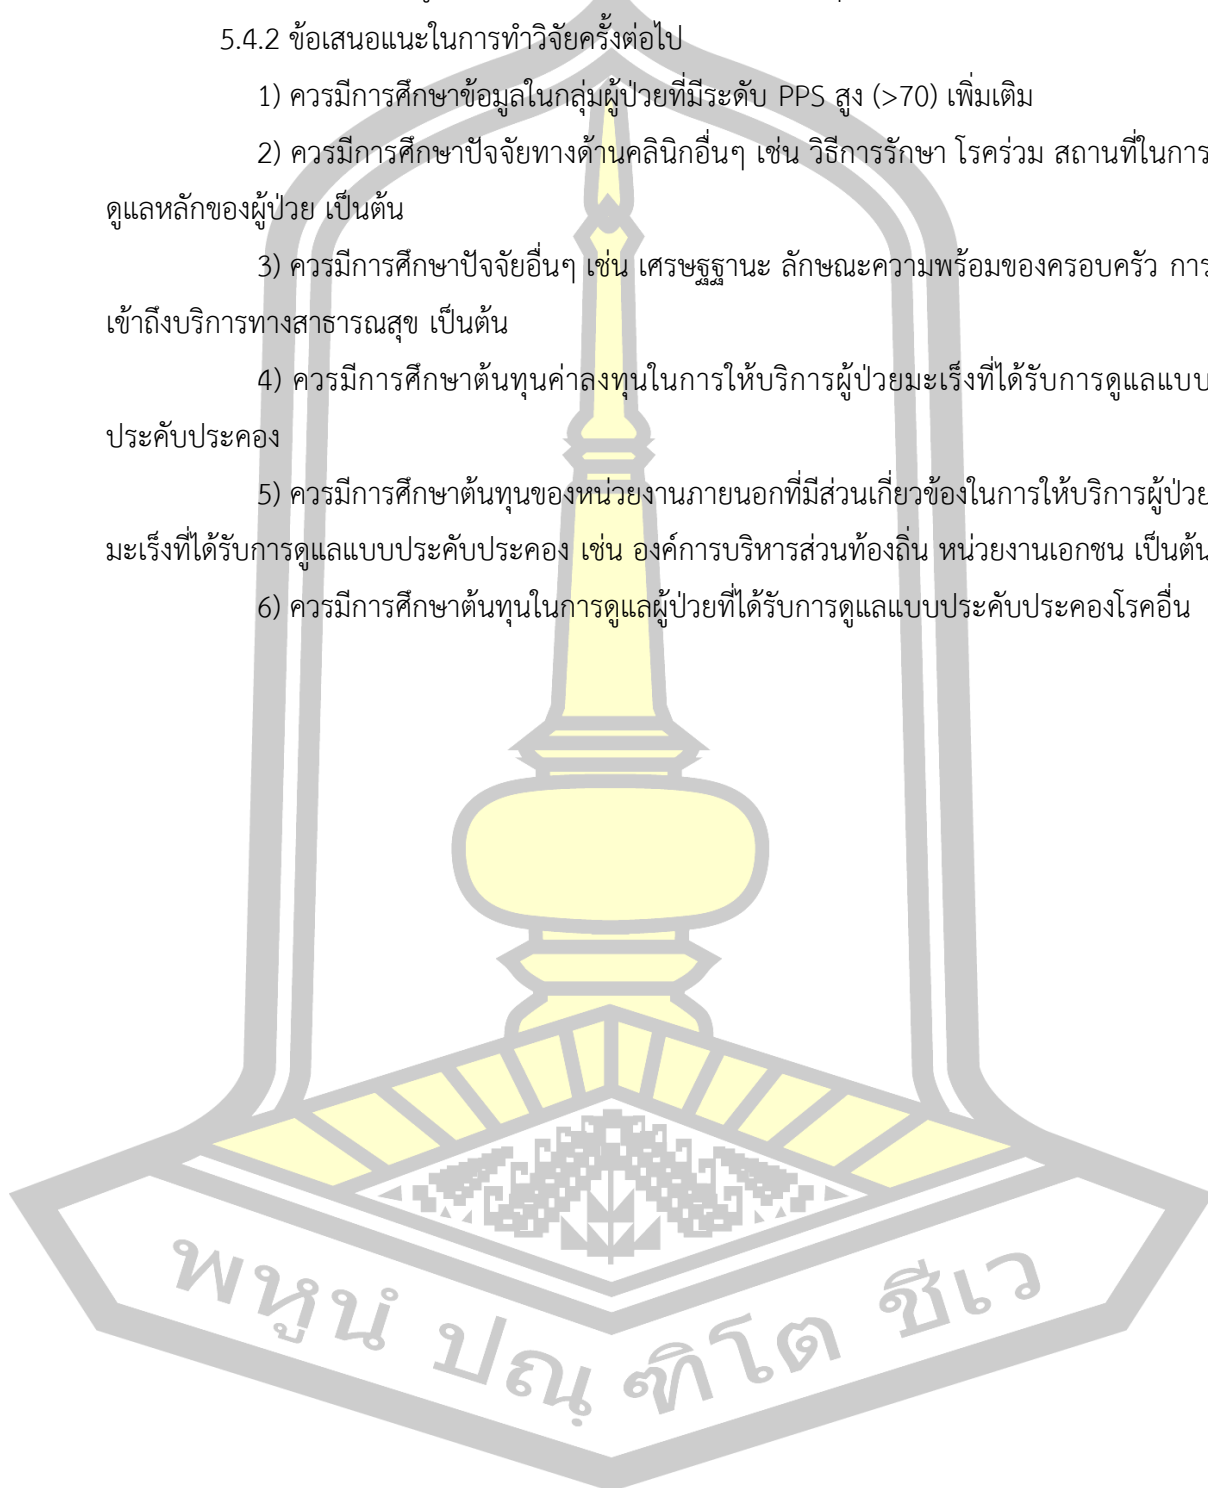 5.4.2 ข้อเสนอแนะในการทำวิจัยครั้งต่อไป
1) ควรมีการศึกษาข้อมูลในกลุ่มผู้ป่วยที่มีระดับ PPS สูง (>70) เพิ่มเติม
2) ควรมีการศึกษาปัจจัยทางด้านคลินิกอื่นๆ เช่น วิธีการรักษา โรคร่วม สถานที่ในการ
ดูแลหลักของผู้ป่วย เป็นต้น
3) ควรมีการศึกษาปัจจัยอื่นๆ เช่น เศรษฐฐานะ ลักษณะความพร้อมของครอบครัว การ
เข้าถึงบริการทางสาธารณสุข เป็นต้น
4) ควรมีการศึกษาต้นทุนค่าลงทุนในการให้บริการผู้ป่วยมะเร็งที่ได้รับการดูแลแบบ
ประคับประคอง
5) ควรมีการศึกษาต้นทุนของหน่วยงานภายนอกที่มีส่วนเกี่ยวข้องในการให้บริการผู้ป่วย
มะเร็งที่ได้รับการดูแลแบบประคับประคอง เช่น องค์การบริหารส่วนท้องถิ่น หน่วยงานเอกชน เป็นต้น
6) ควรมีการศึกษาต้นทุนในการดูแลผู้ป่วยที่ได้รับการดูแลแบบประคับประคองโรคอื่น
พหูนํ ปณฺ ฑิโต ชีเว